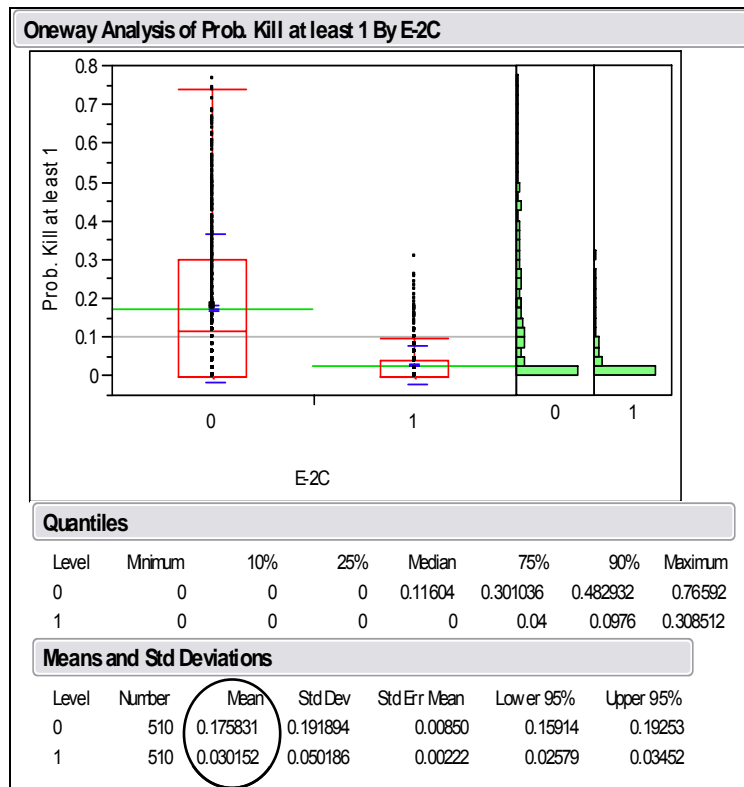 Oneway Analysis of Prob. Kill at least 1 By E-2C
Prob. Kill at least 1
0.8
0.7
0.6
0.5
0.4
0.3
0.2
0.1
0
0 1 0 1
E-2C
Quantiles
Level Minimum 10% 25% Median 75% 90% Maximum
0 0 0 0 0.11604 0.301036 0.482932 0.76592
1 0 0 0 0 0.04 0.0976 0.308512
Means and Std Deviations
Level Number Mean Std Dev Std Err Mean Lower 95% Upper 95%
0 510 0.175831 0.191894 0.00850 0.15914 0.19253
1 510 0.030152 0.050186 0.00222 0.02579 0.03452